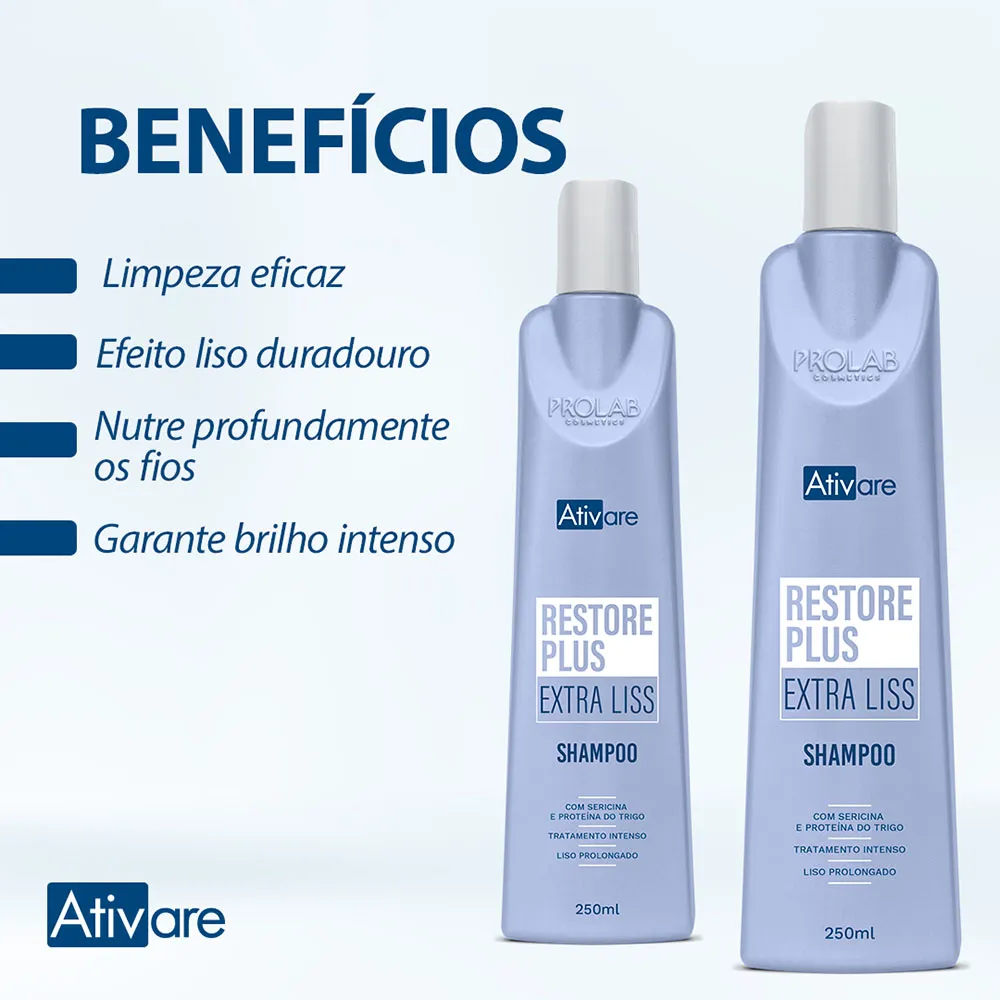 BENEFÍCIOS
Limpeza eficaz
Efeito liso duradouro
Nutre profundamente
os fios
Garante brilho intenso
Ativare
PROLAB
COSMETICS
Ativare
RESTORE
PLUS
EXTRA LISS
SHAMPOO
COM SERICINA
E PROTEÍNA DO TRIGO
TRATAMENTO INTENSO
LISO PROLONGADO
250ml
PROLAB
COSMETICS
Ativare
RESTORE
PLUS
EXTRA LISS
SHAMPOO
COM SERICINA
E PROTEÍNA DO TRIGO
TRATAMENTO INTENSO
LISO PROLONGADO
250ml